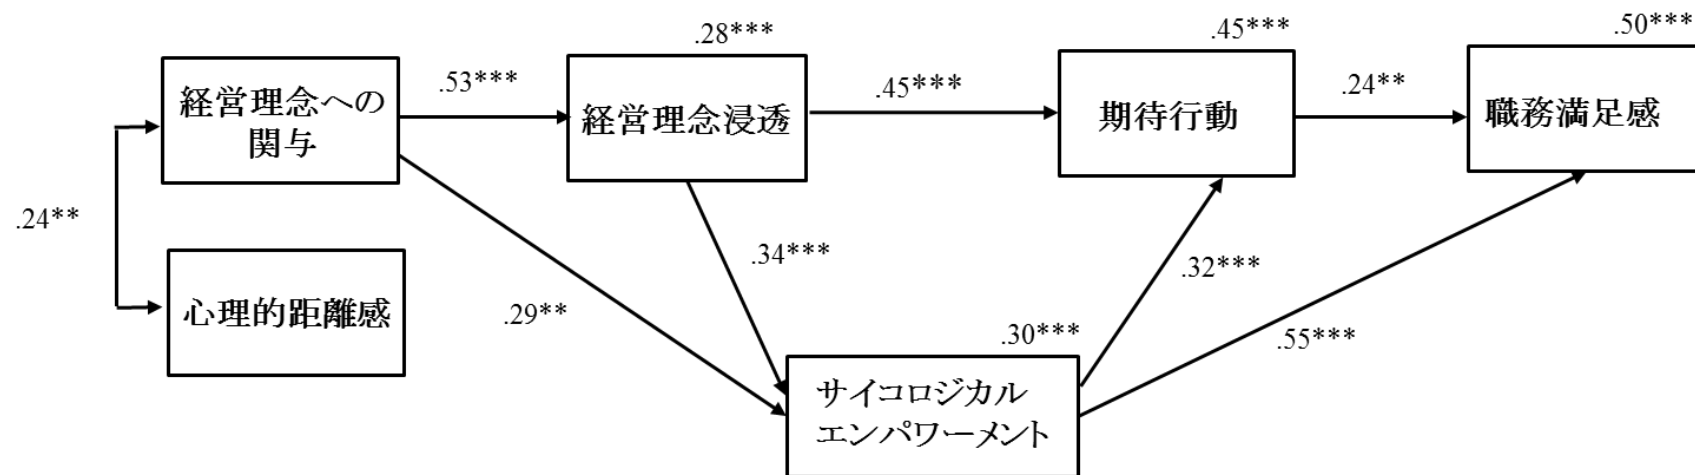 .28***
.45***
.50***
経営理念への
関与
.53***
経営理念浸透
.45***
期待行動
.24**
職務満足感
.24**
心理的距離感
.34***
.29**
.32***
.30***
.55***
サイコロジカル
エンパワーメント